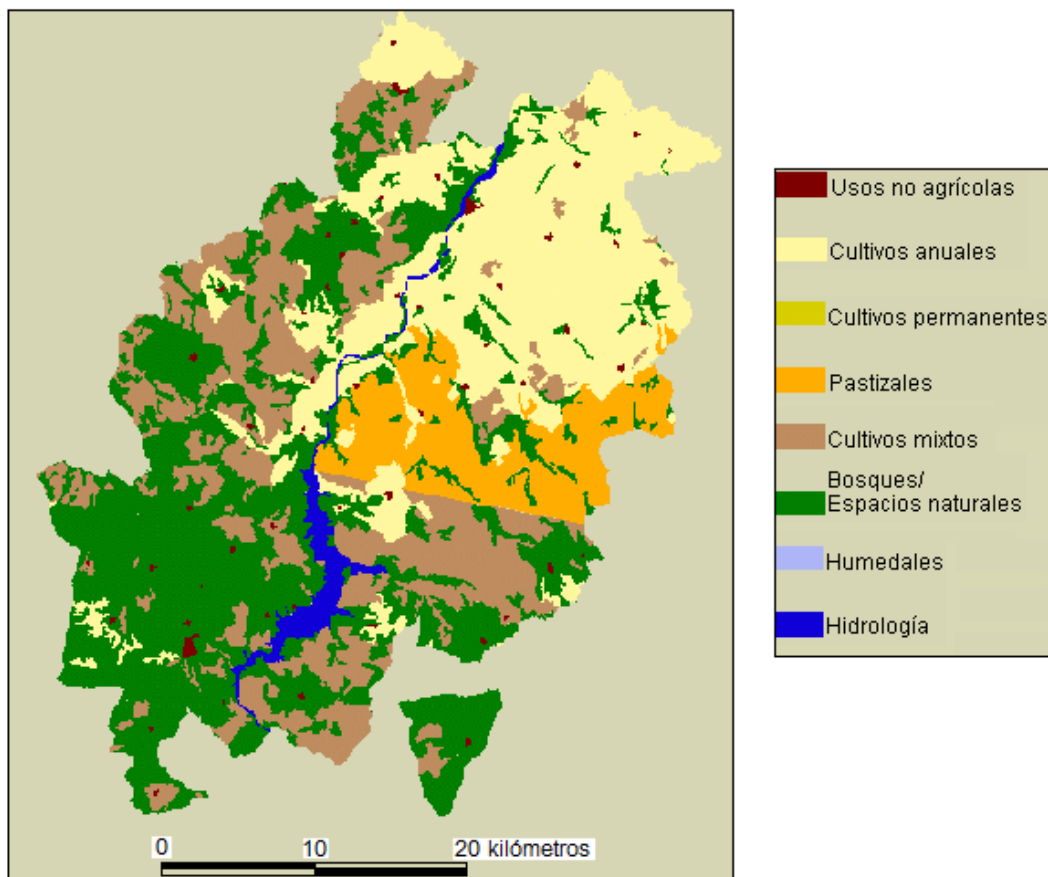 Usos no agrícolas
Cultivos anuales
Cultivos permanentes
Pastizales
Cultivos mixtos
Bosques/
Espacios naturales
Humedales
Hidrología
0 10 20 kilómetros